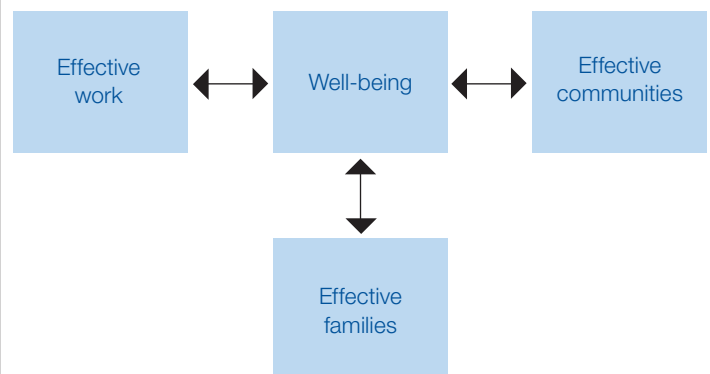 Effective
work
Well-being
Effective
communities
Effective
families